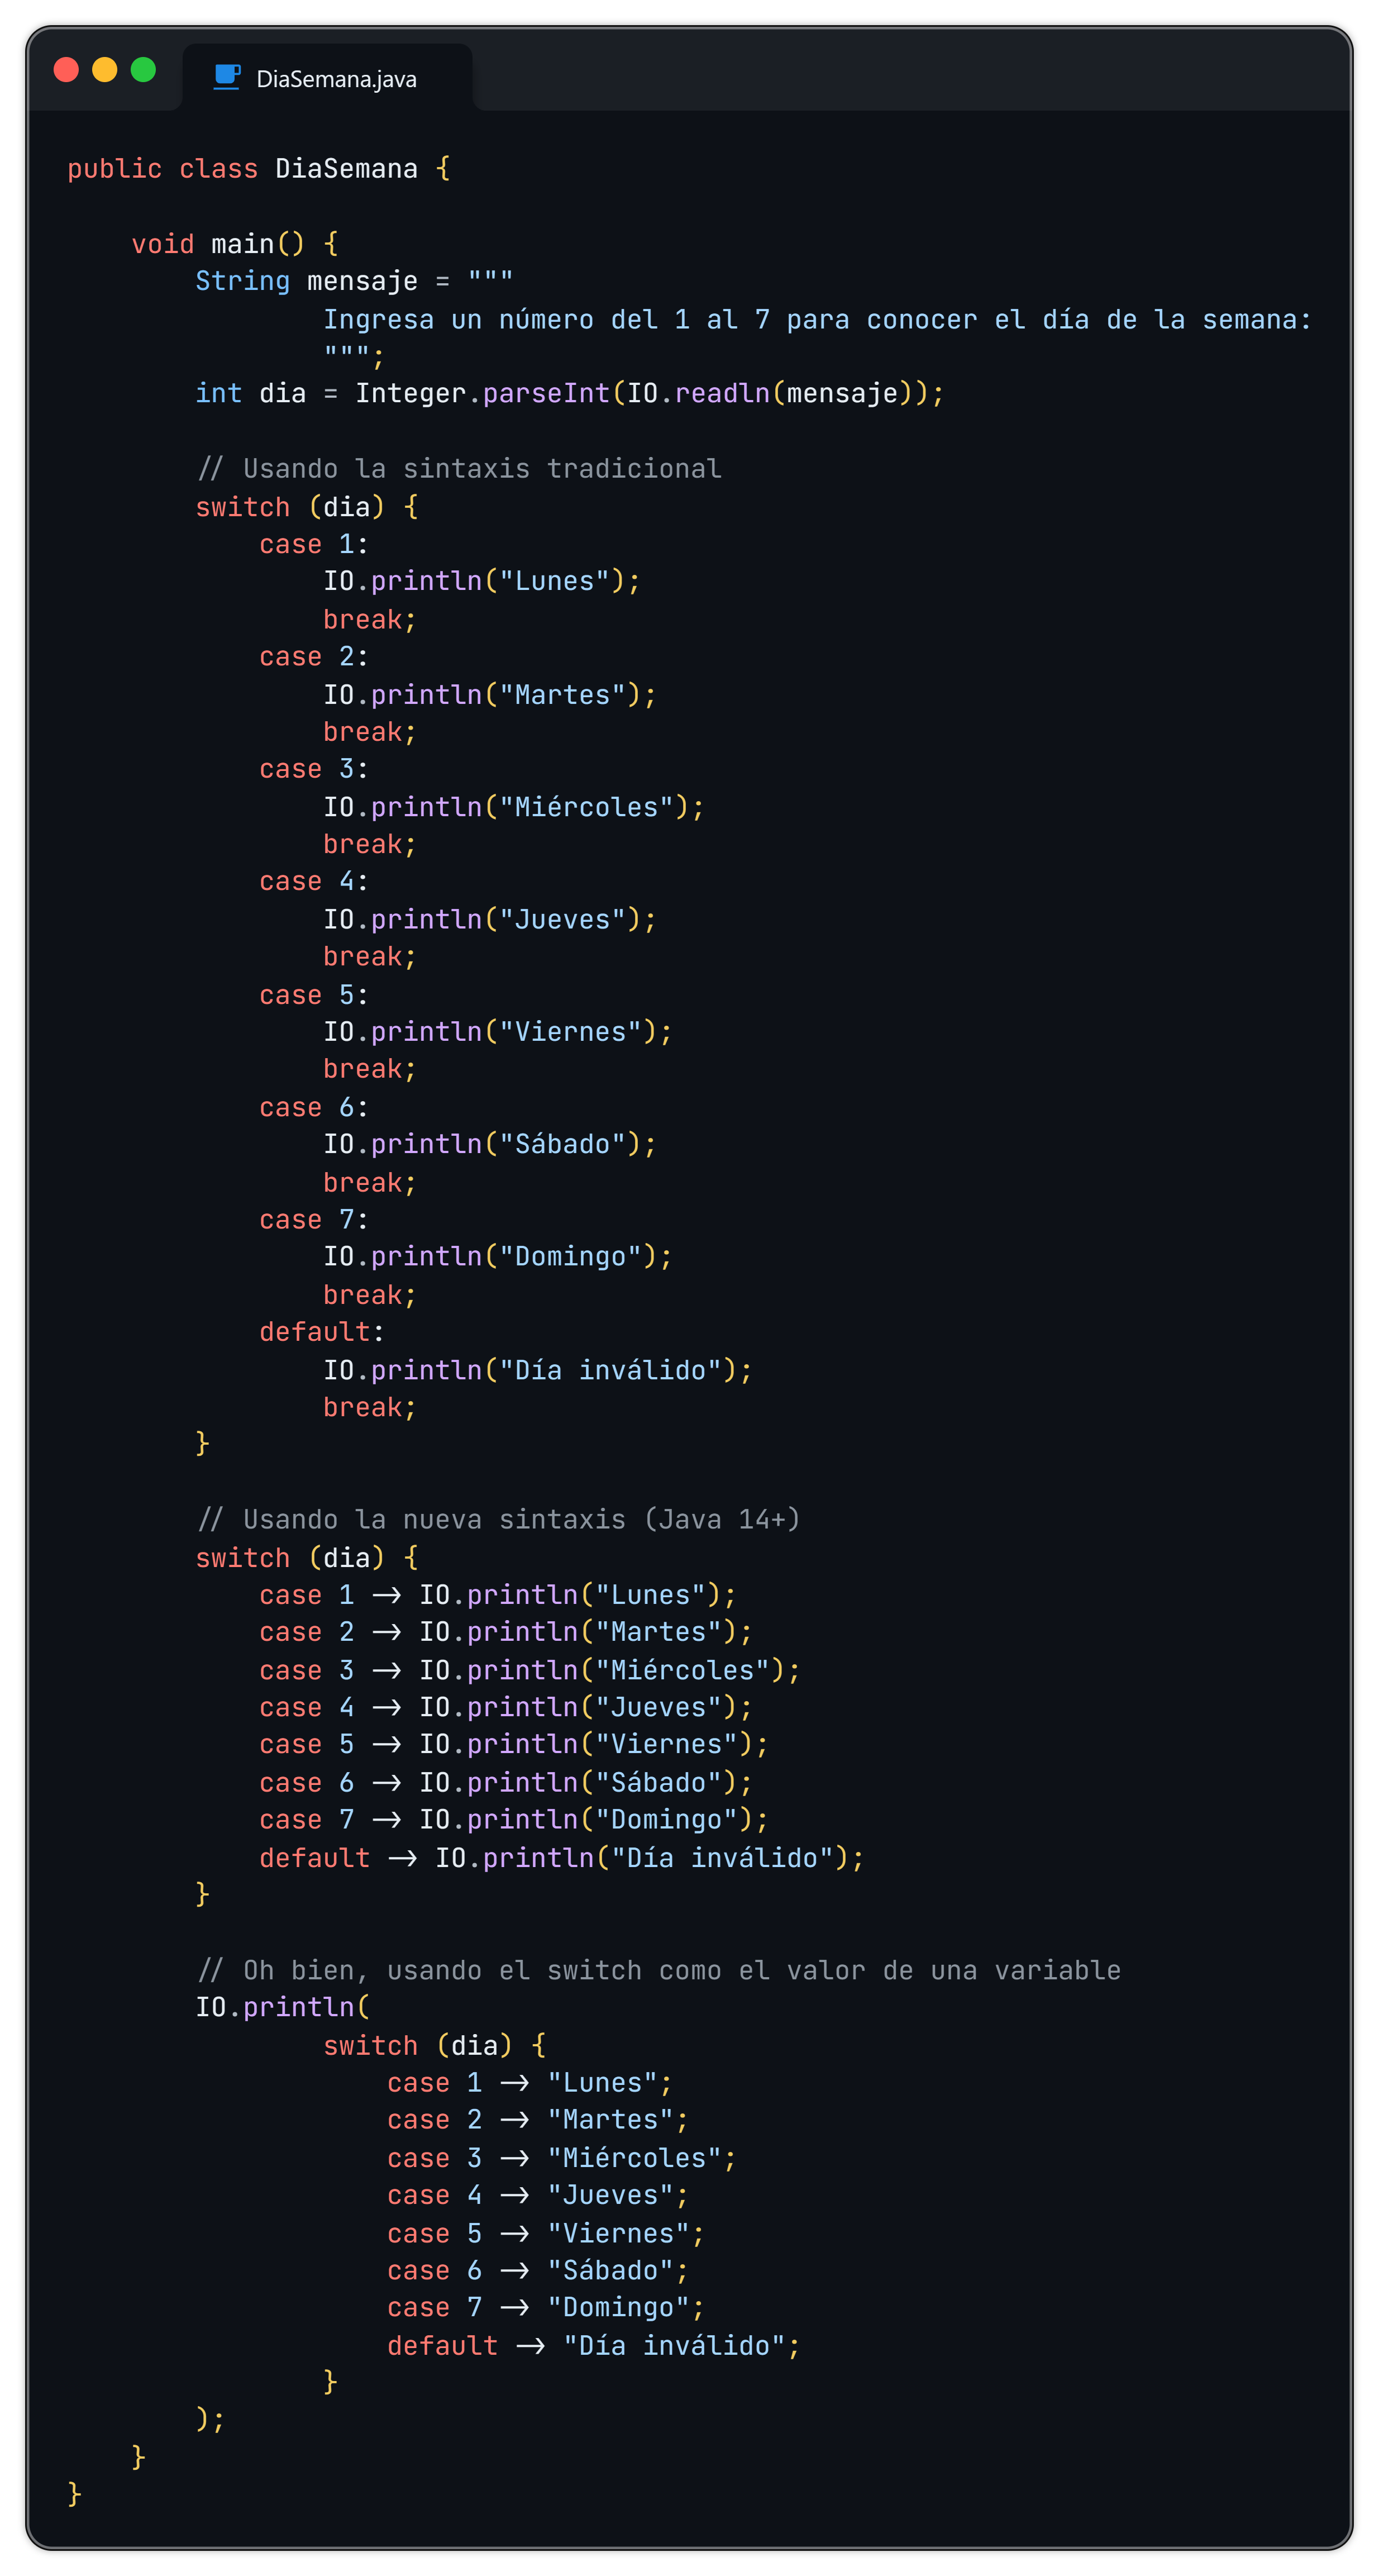 DiaSemana.java
public class DiaSemana {
void main() {
String mensaje = """
Ingresa un número del 1 al 7 para conocer el día de la semana:
""";
int dia = Integer.parseInt(IO.readln(mensaje));
// Usando la sintaxis tradicional
switch (dia) {
case 1:
IO.println("Lunes");
break;
case 2:
IO.println("Martes");
break;
case 3:
IO.println("Miércoles");
break;
case 4:
IO.println("Jueves");
break;
case 5:
IO.println("Viernes");
break;
case 6:
IO.println("Sábado");
break;
case 7:
IO.println("Domingo");
break;
default:
IO.println("Día inválido");
break;
}
// Usando la nueva sintaxis (Java 14+)
switch (dia) {
case 1 -> IO.println("Lunes");
case 2 -> IO.println("Martes");
case 3 -> IO.println("Miércoles");
case 4 -> IO.println("Jueves");
case 5 -> IO.println("Viernes");
case 6 -> IO.println("Sábado");
case 7 -> IO.println("Domingo");
default -> IO.println("Día inválido");
}
// Oh bien, usando el switch como el valor de una variable
IO.println(
switch (dia) {
case 1 -> "Lunes";
case 2 -> "Martes";
case 3 -> "Miércoles";
case 4 -> "Jueves";
case 5 -> "Viernes";
case 6 -> "Sábado";
case 7 -> "Domingo";
default -> "Día inválido";
}
);
}
}